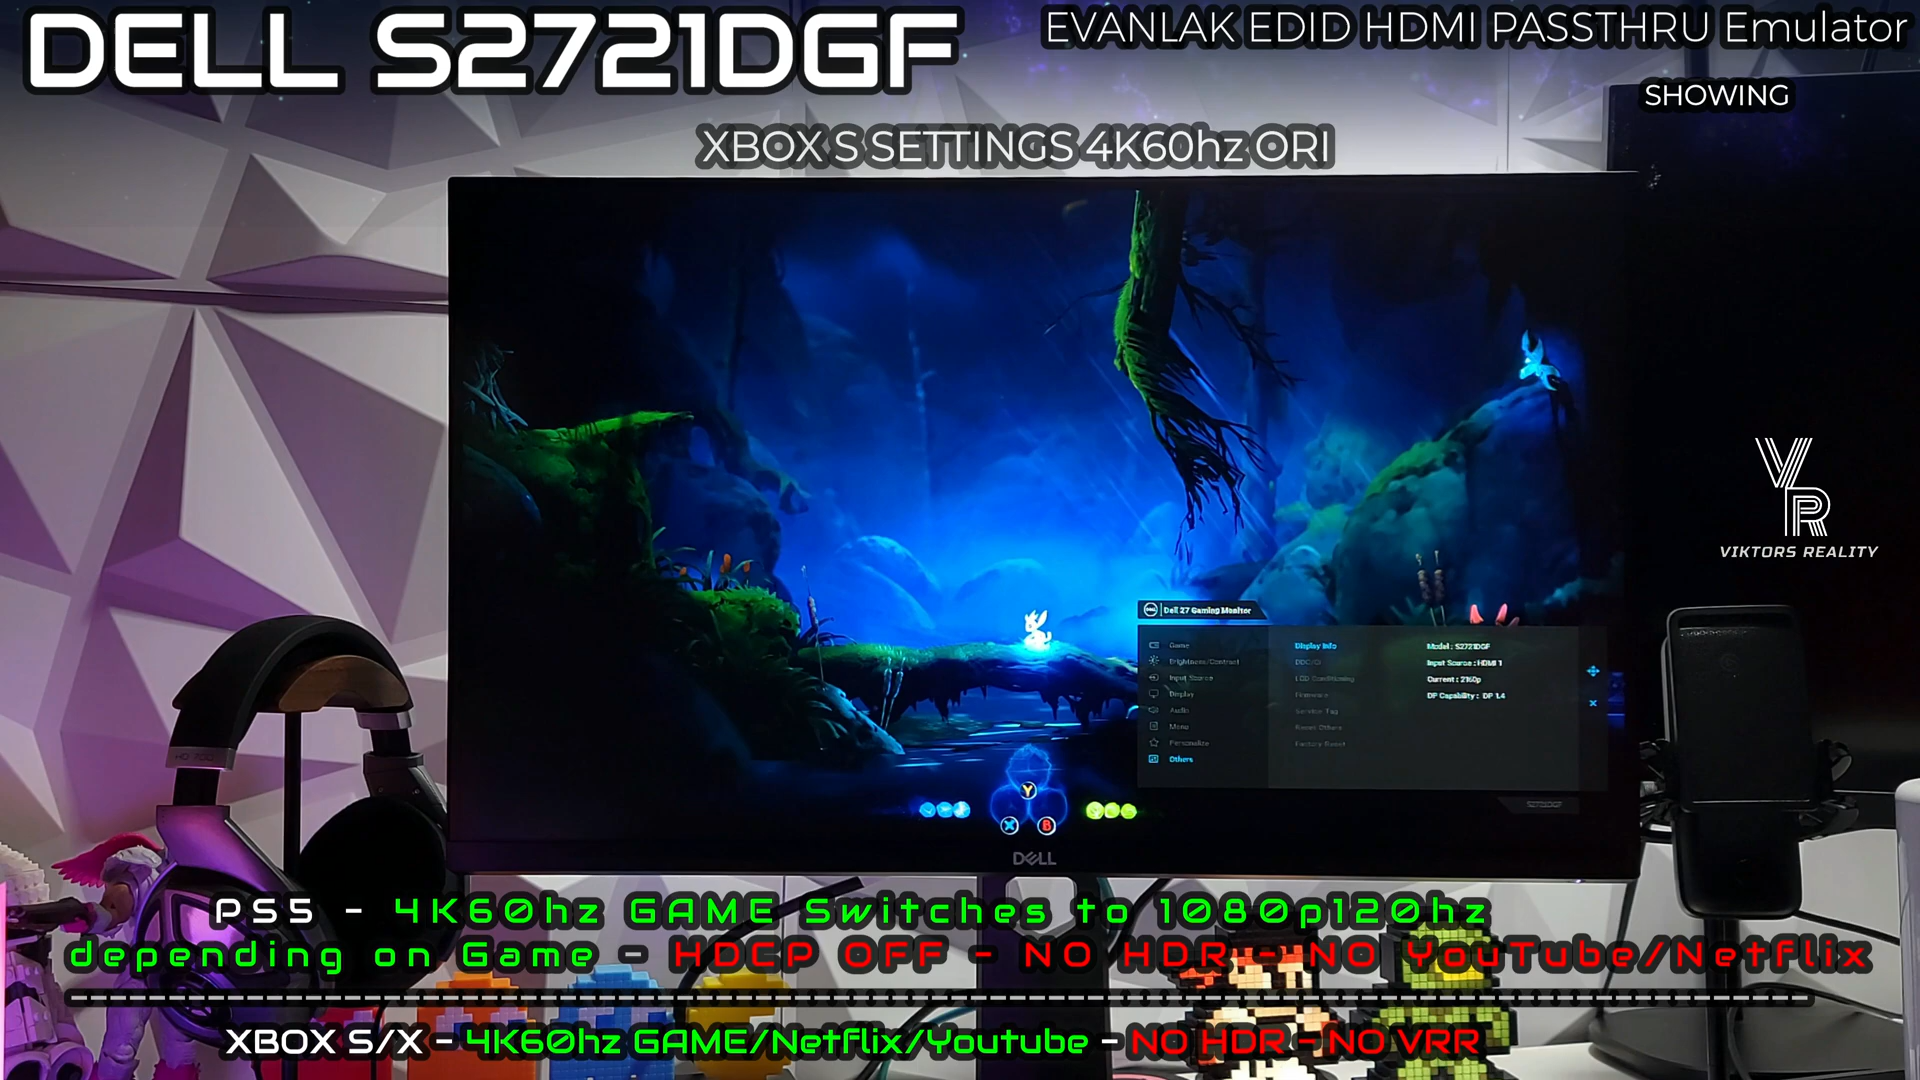 DELL S2721DGF
EVANLAK EDID HDMI PASSTHRU Emulator
SHOWING
XBOX S SETTINGS 4K60hz ORI
VR
VIKTORS REALITY
Dell 27 Gaming Monitor
Game
Brightness/Contrast
Input Source
Display
Audio
Menu
Personalize
Others
Display Info
DDC/CI
LCD Conditioning
Firmware
Service Tag
Reset Others
Factory Reset
Model : S2721DGF
Input Source : HDMI 1
Current : 2160p
DP Capability : DP 1.4
S2721DGF
Y
X
B
DELL
PS5 - 4K60hz GAME Switches to 1080p120hz
depending on Game - HDCP OFF - NO HDR - NO YouTube/Netflix
XBOX S/X - 4K60hz GAME/Netflix/Youtube - NO HDR - NO VRR